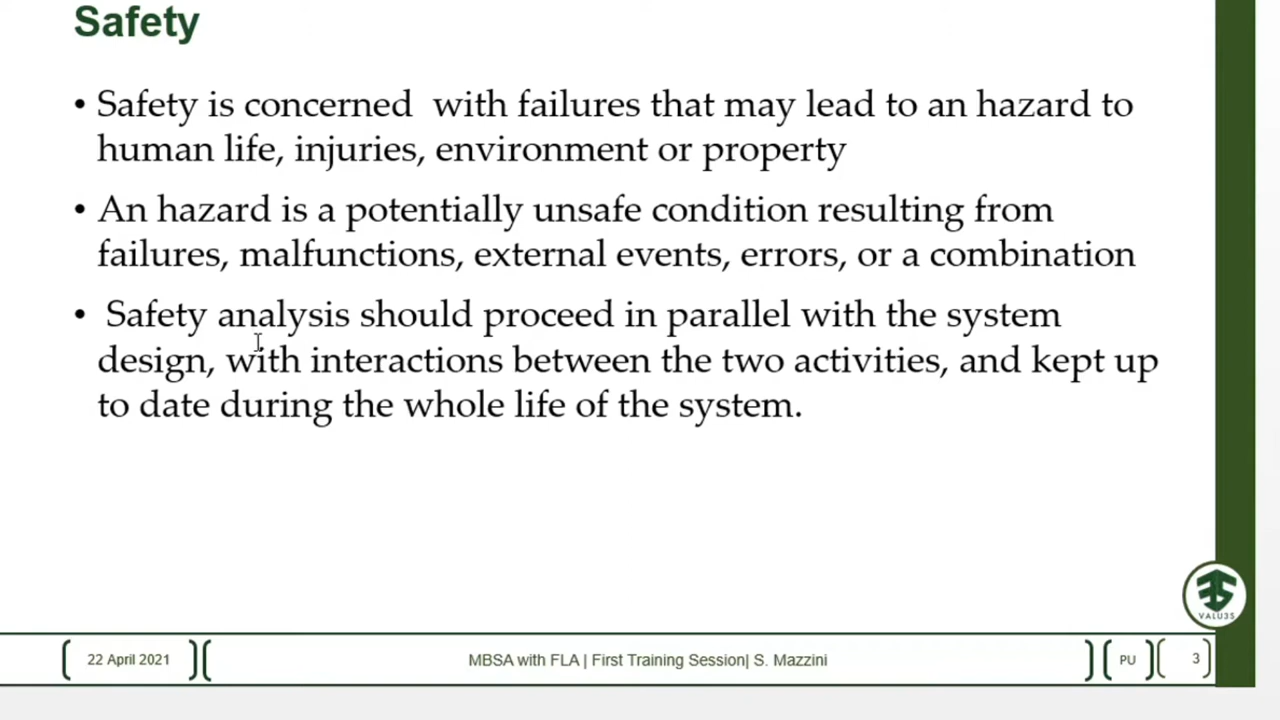 Safety
• Safety is concerned  with failures that may lead to an hazard to
human life, injuries, environment or property
• An hazard is a potentially unsafe condition resulting from
failures, malfunctions, external events, errors, or a combination
•  Safety analysis should proceed in parallel with the system
design, with interactions between the two activities, and kept up
to date during the whole life of the system.
VALU3S
22 April 2021
MBSA with FLA | First Training Session| S. Mazzini
PU
3